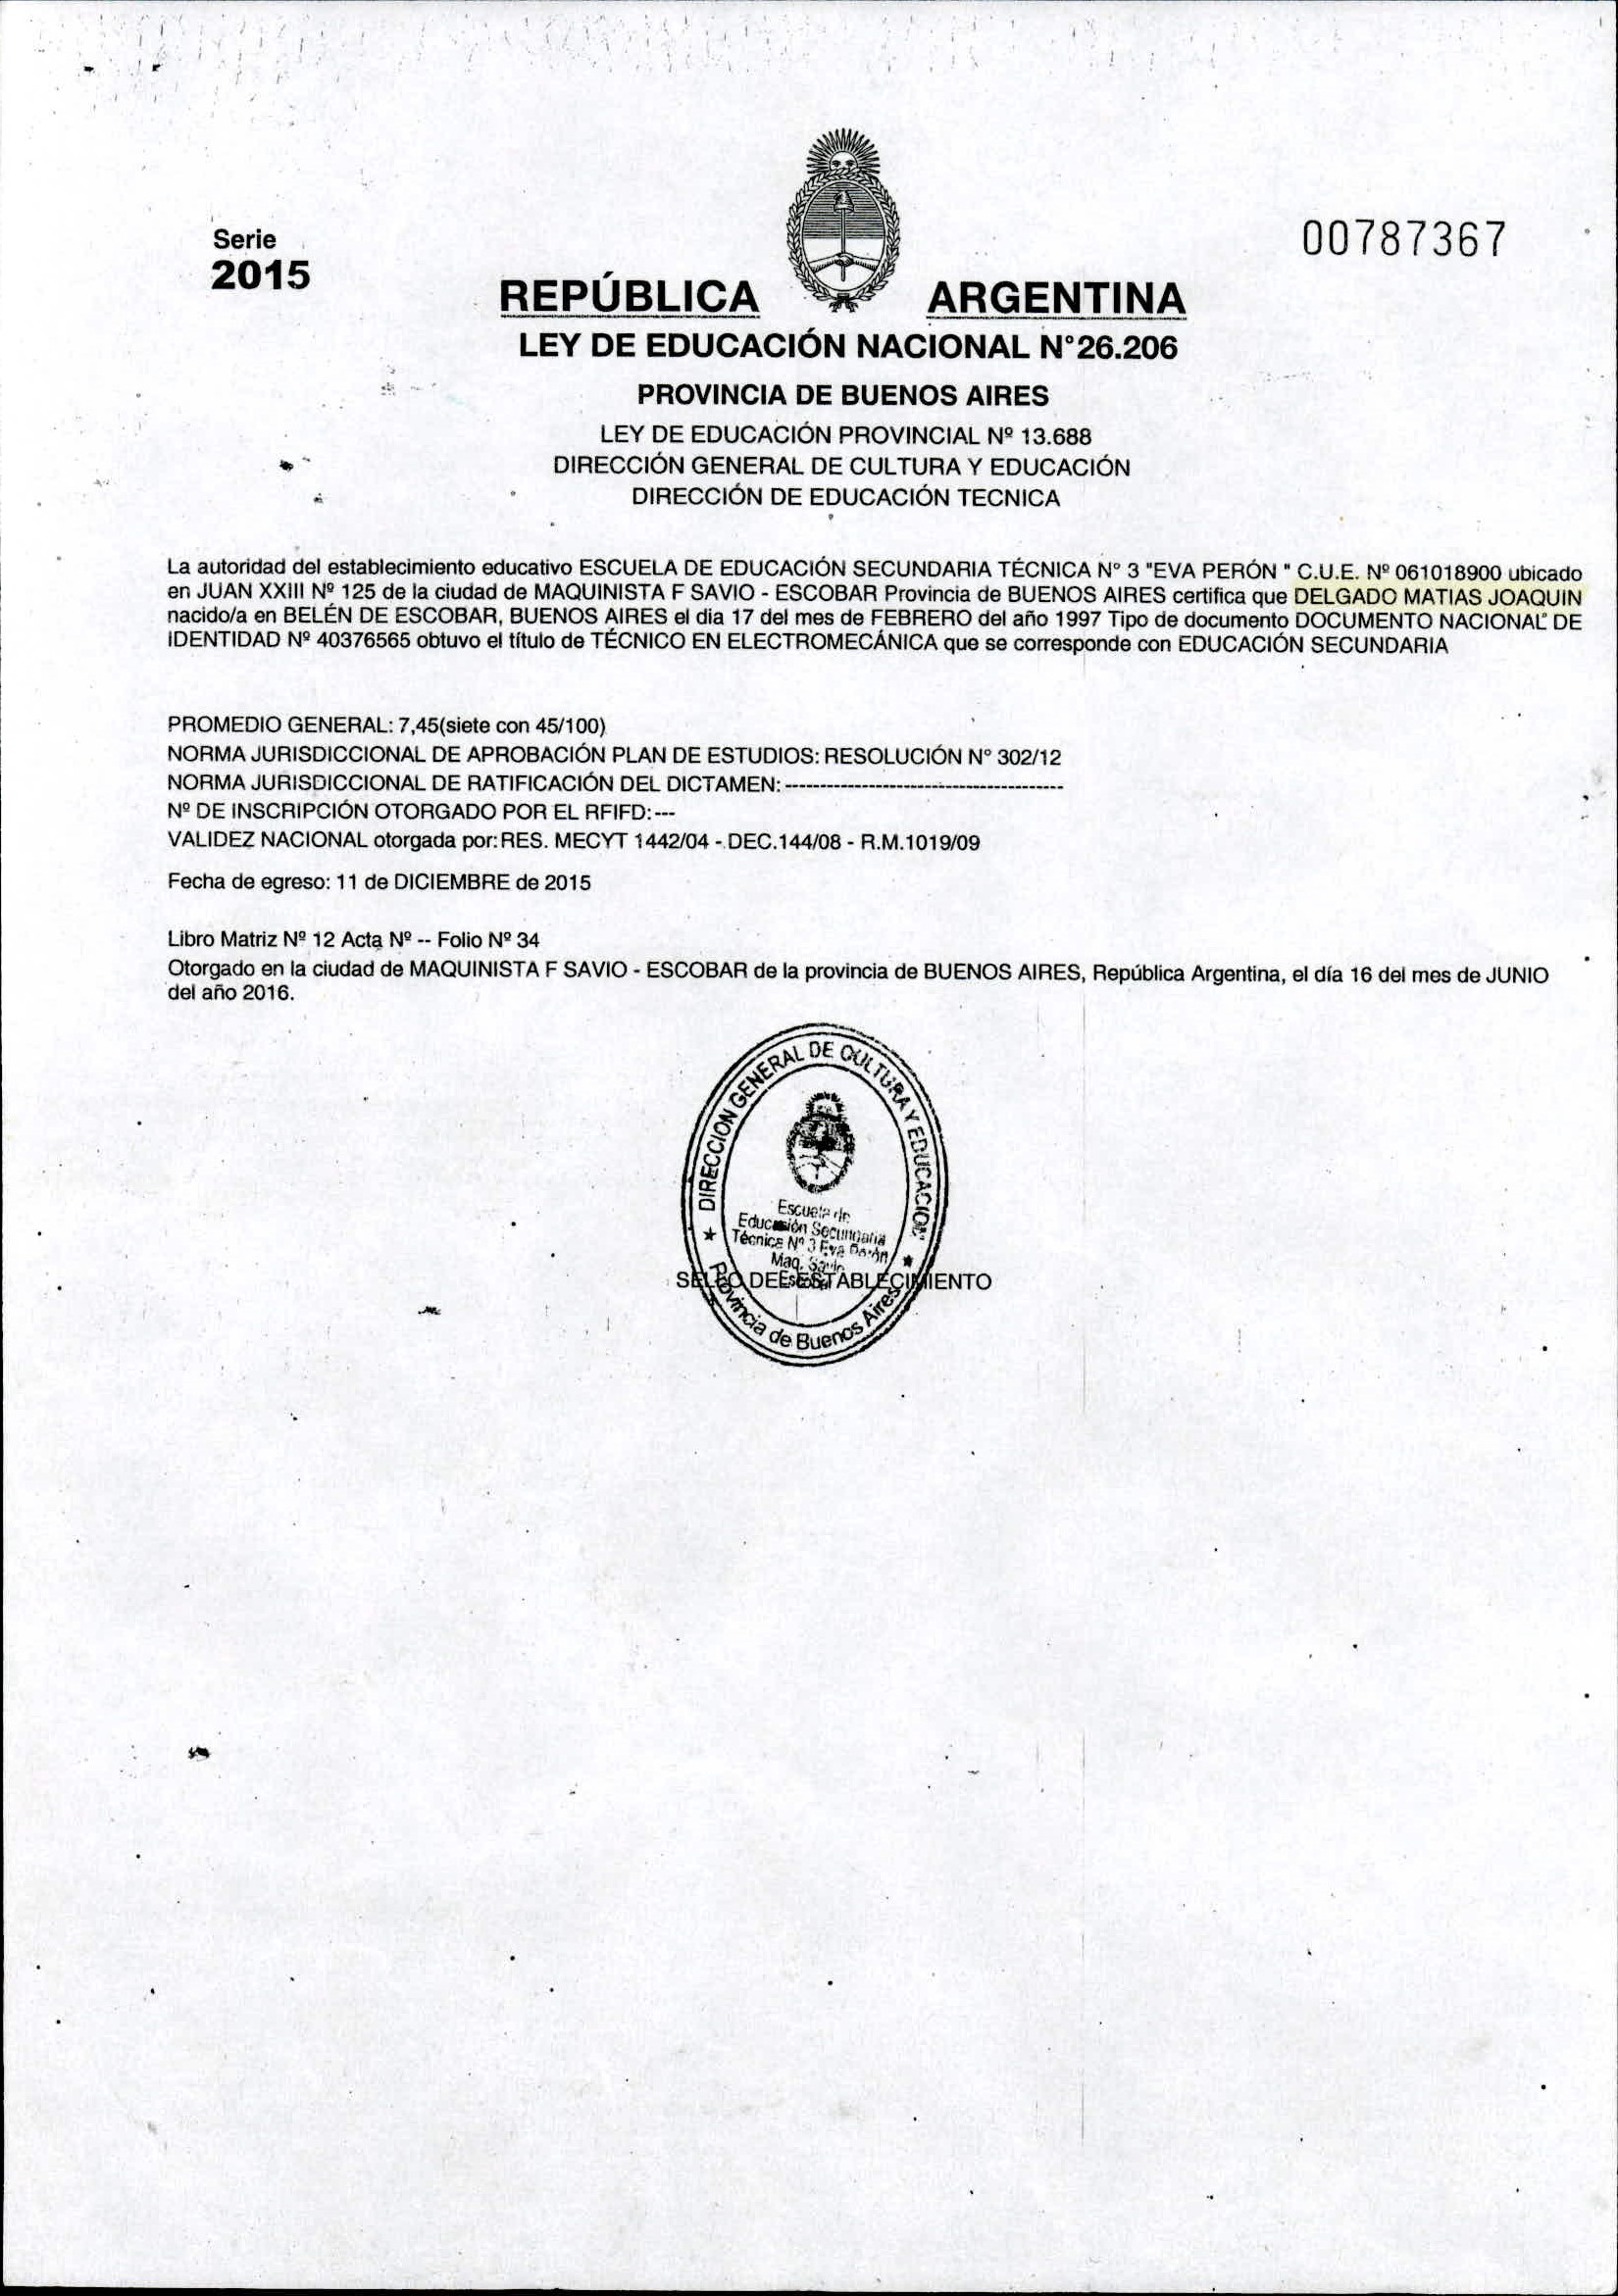 Serie
2015
00787367
REPÚBLICA ARGENTINA
LEY DE EDUCACIÓN NACIONAL N°26.206
PROVINCIA DE BUENOS AIRES
LEY DE EDUCACIÓN PROVINCIAL Nº 13.688
DIRECCIÓN GENERAL DE CULTURA Y EDUCACIÓN
DIRECCIÓN DE EDUCACIÓN TECNICA
La autoridad del establecimiento educativo ESCUELA DE EDUCACIÓN SECUNDARIA TÉCNICA N° 3 "EVA PERÓN " C.U.E. Nº 061018900 ubicado
en JUAN XXIII Nº 125 de la ciudad de MAQUINISTA F SAVIO - ESCOBAR Provincia de BUENOS AIRES certifica que DELGADO MATIAS JOAQUIN
nacido/a en BELÉN DE ESCOBAR, BUENOS AIRES el dia 17 del mes de FEBRERO del año 1997 Tipo de documento DOCUMENTO NACIONAL DE
IDENTIDAD Nº 40376565 obtuvo el título de TÉCNICO EN ELECTROMECÁNICA que se corresponde con EDUCACIÓN SECUNDARIA
PROMEDIO GENERAL: 7,45(siete con 45/100)
NORMA JURISDICCIONAL DE APROBACIÓN PLAN DE ESTUDIOS: RESOLUCIÓN N° 302/12
NORMA JURISDICCIONAL DE RATIFICACIÓN DEL DICTAMEN: ----------------------------------------
Nº DE INSCRIPCIÓN OTORGADO POR EL RFIFD: ---
VALIDEZ NACIONAL otorgada por: RES. MECYT 1442/04 - DEC.144/08 - R.M.1019/09
Fecha de egreso: 11 de DICIEMBRE de 2015
Libro Matriz Nº 12 Acta Nº -- Folio Nº 34
Otorgado en la ciudad de MAQUINISTA F SAVIO - ESCOBAR de la provincia de BUENOS AIRES, República Argentina, el día 16 del mes de JUNIO
del año 2016.
DIRECCION GENERAL DE CULTURA Y EDUCACION
Escuela de
Educación Secundaria
Técnica Nº 3 Eva Perón
Maq. Savio
Escobar
SELLO DE ESTABLECIMIENTO
Provincia de Buenos Aires